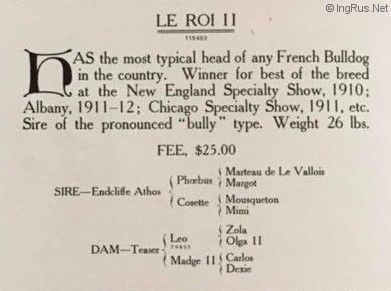 © IngRus.Net
LE ROI II
115483
HAS the most typical head of any French Bulldog
in the country. Winner for best of the breed
at the New England Specialty Show, 1910;
Albany, 1911-12; Chicago Specialty Show, 1911, etc.
Sire of the pronounced "bully" type. Weight 26 lbs.
FEE, $25.00
SIRE—Endcliffe Athos
Phœbus
Marteau de Le Vallois
Margot
Cosette
Mousqueton
Mimi
DAM—Teaser
Leo
79423
Zola
Olga II
Madge II
Carlos
Dexie